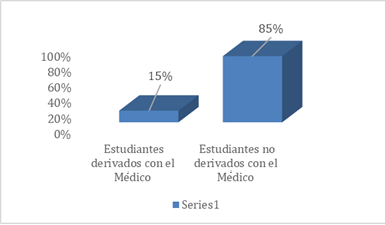 85%
15%
100%
80%
60%
40%
20%
0%
Estudiantes
derivados con el
Médico
Estudiantes no
derivados con el
Médico
Series1